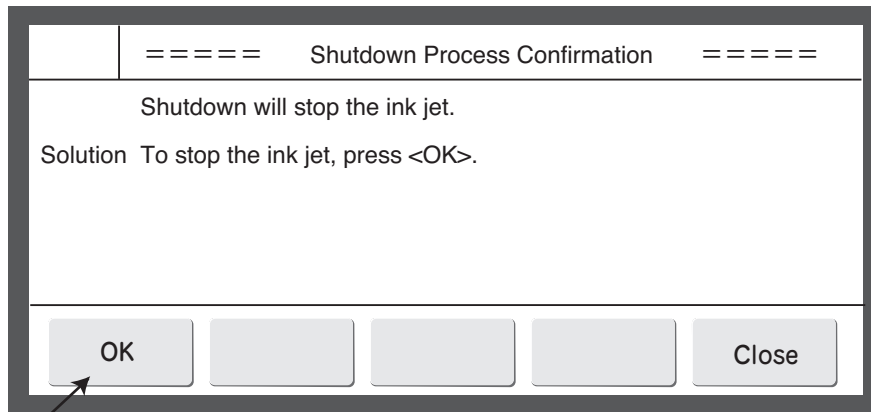 ===== Shutdown Process Confirmation =====
Shutdown will stop the ink jet.
Solution To stop the ink jet, press <OK>.
OK Close